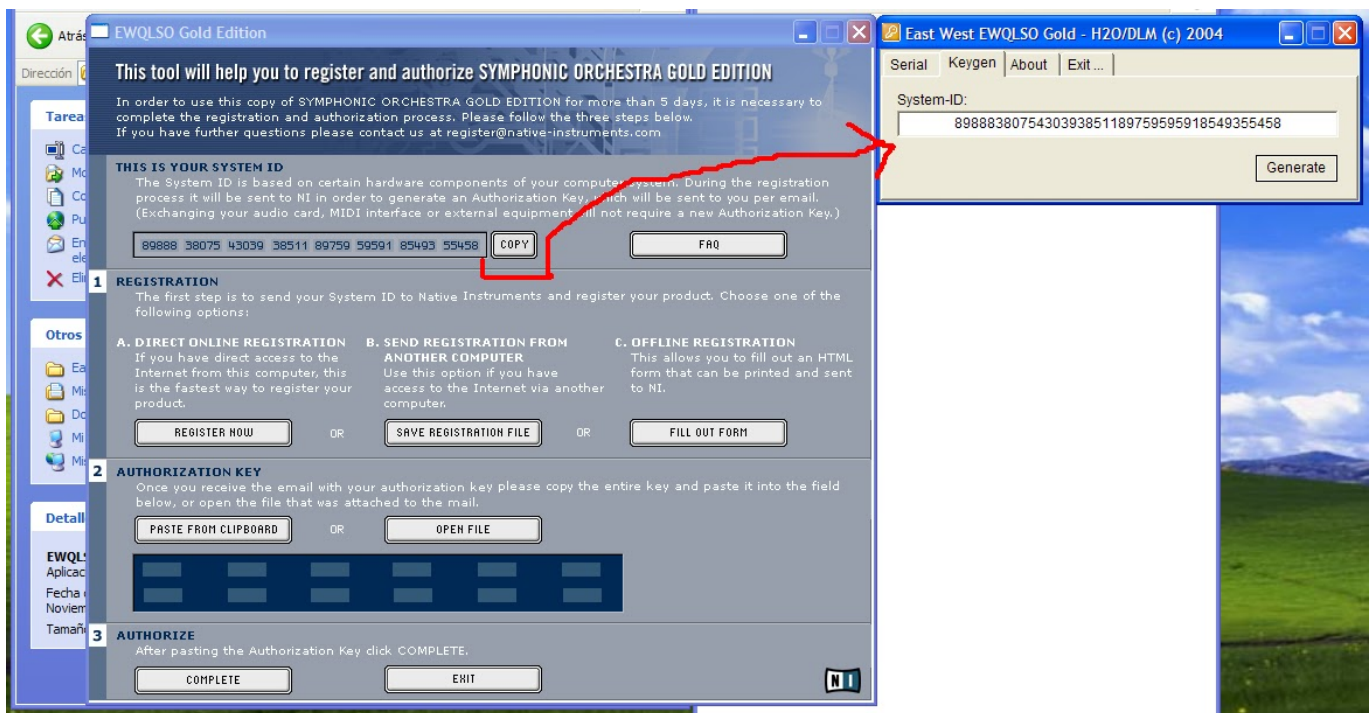 Atrás
Dirección
Tarea
Ca
Mo
Co
Pu
En
ele
Eli
Otros
Ea
Mis
Do
Mi
Mis
Detall
EWQLS
Aplicac
Fecha
Noviem
Tamañ
EWQLSO Gold Edition
This tool will help you to register and authorize SYMPHONIC ORCHESTRA GOLD EDITION
In order to use this copy of SYMPHONIC ORCHESTRA GOLD EDITION for more than 5 days, it is necessary to
complete the registration and authorization process. Please follow the three steps below.
If you have further questions please contact us at register@native-instruments.com
THIS IS YOUR SYSTEM ID
The System ID is based on certain hardware components of your computer system. During the registration
process it will be sent to NI in order to generate an Authorization Key, which will be sent to you per email.
(Exchanging your audio card, MIDI interface or external equipment will not require a new Authorization Key.)
89888 38075 43039 38511 89759 59591 85493 55458
COPY
FAQ
1 REGISTRATION
The first step is to send your System ID to Native Instruments and register your product. Choose one of the
following options:
A. DIRECT ONLINE REGISTRATION
If you have direct access to the
Internet from this computer, this
is the fastest way to register your
product.
REGISTER NOW
OR
B. SEND REGISTRATION FROM
ANOTHER COMPUTER
Use this option if you have
access to the Internet via another
computer.
SAVE REGISTRATION FILE
OR
C. OFFLINE REGISTRATION
This allows you to fill out an HTML
form that can be printed and sent
to NI.
FILL OUT FORM
2 AUTHORIZATION KEY
Once you receive the email with your authorization key please copy the entire key and paste it into the field
below, or open the file that was attached to the mail.
PASTE FROM CLIPBOARD
OR
OPEN FILE
3 AUTHORIZE
After pasting the Authorization Key click COMPLETE.
COMPLETE
EXIT
NI
East West EWQLSO Gold - H2O/DLM (c) 2004
Serial Keygen About Exit ...
System-ID:
8988838075430393851189759595918549355458
Generate